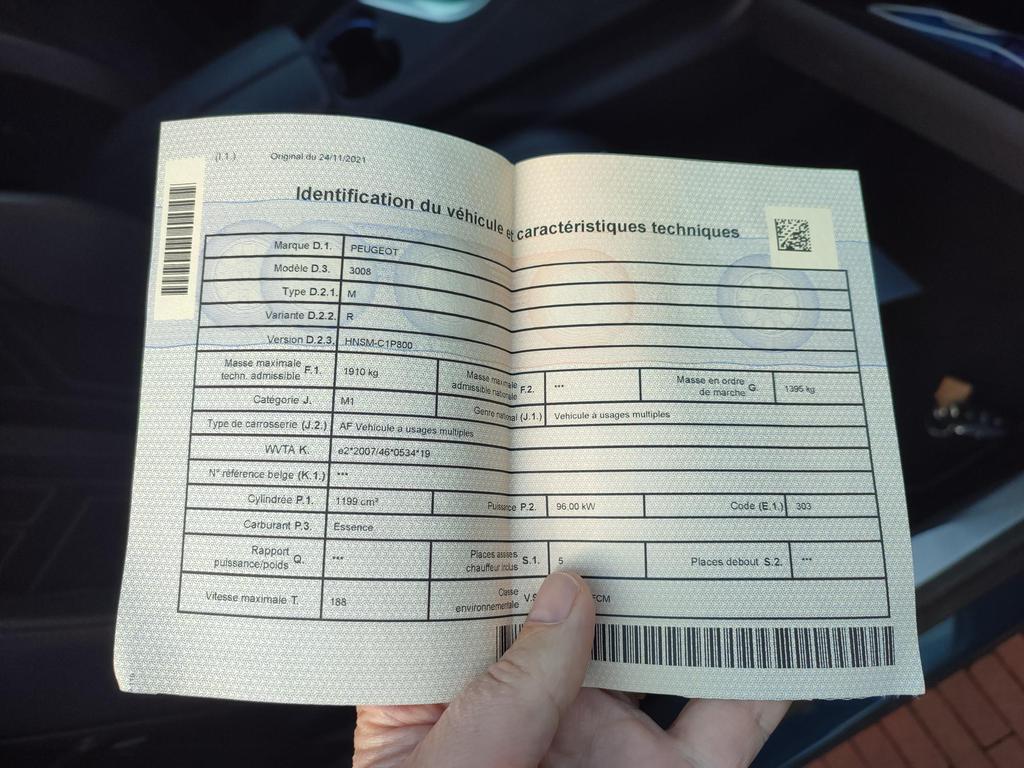 (I.1.) Original du 24/11/2021
Identification du véhicule et caractéristiques techniques
Marque D.1. PEUGEOT
Modèle D.3. 3008
Type D.2.1. M
Variante D.2.2. R
Version D.2.3. HNSM-C1P800
Masse maximale techn. admissible F.1. 1910 kg Masse maximale admissible nationale F.2. *** Masse en ordre de marche G. 1395 kg
Catégorie J. M1 Genre national (J.1.) Véhicule à usages multiples
Type de carrosserie (J.2.) AF Véhicule à usages multiples
WVTA K. e2*2007/46*0534*19
N° référence belge (K.1.) ***
Cylindrée P.1. 1199 cm³ Puissance P.2. 96.00 kW Code (E.1.) 303
Carburant P.3. Essence
Rapport puissance/poids Q. *** Places assises chauffeur inclus S.1. 5 Places debout S.2. ***
Vitesse maximale T. 188 Classe environnementale